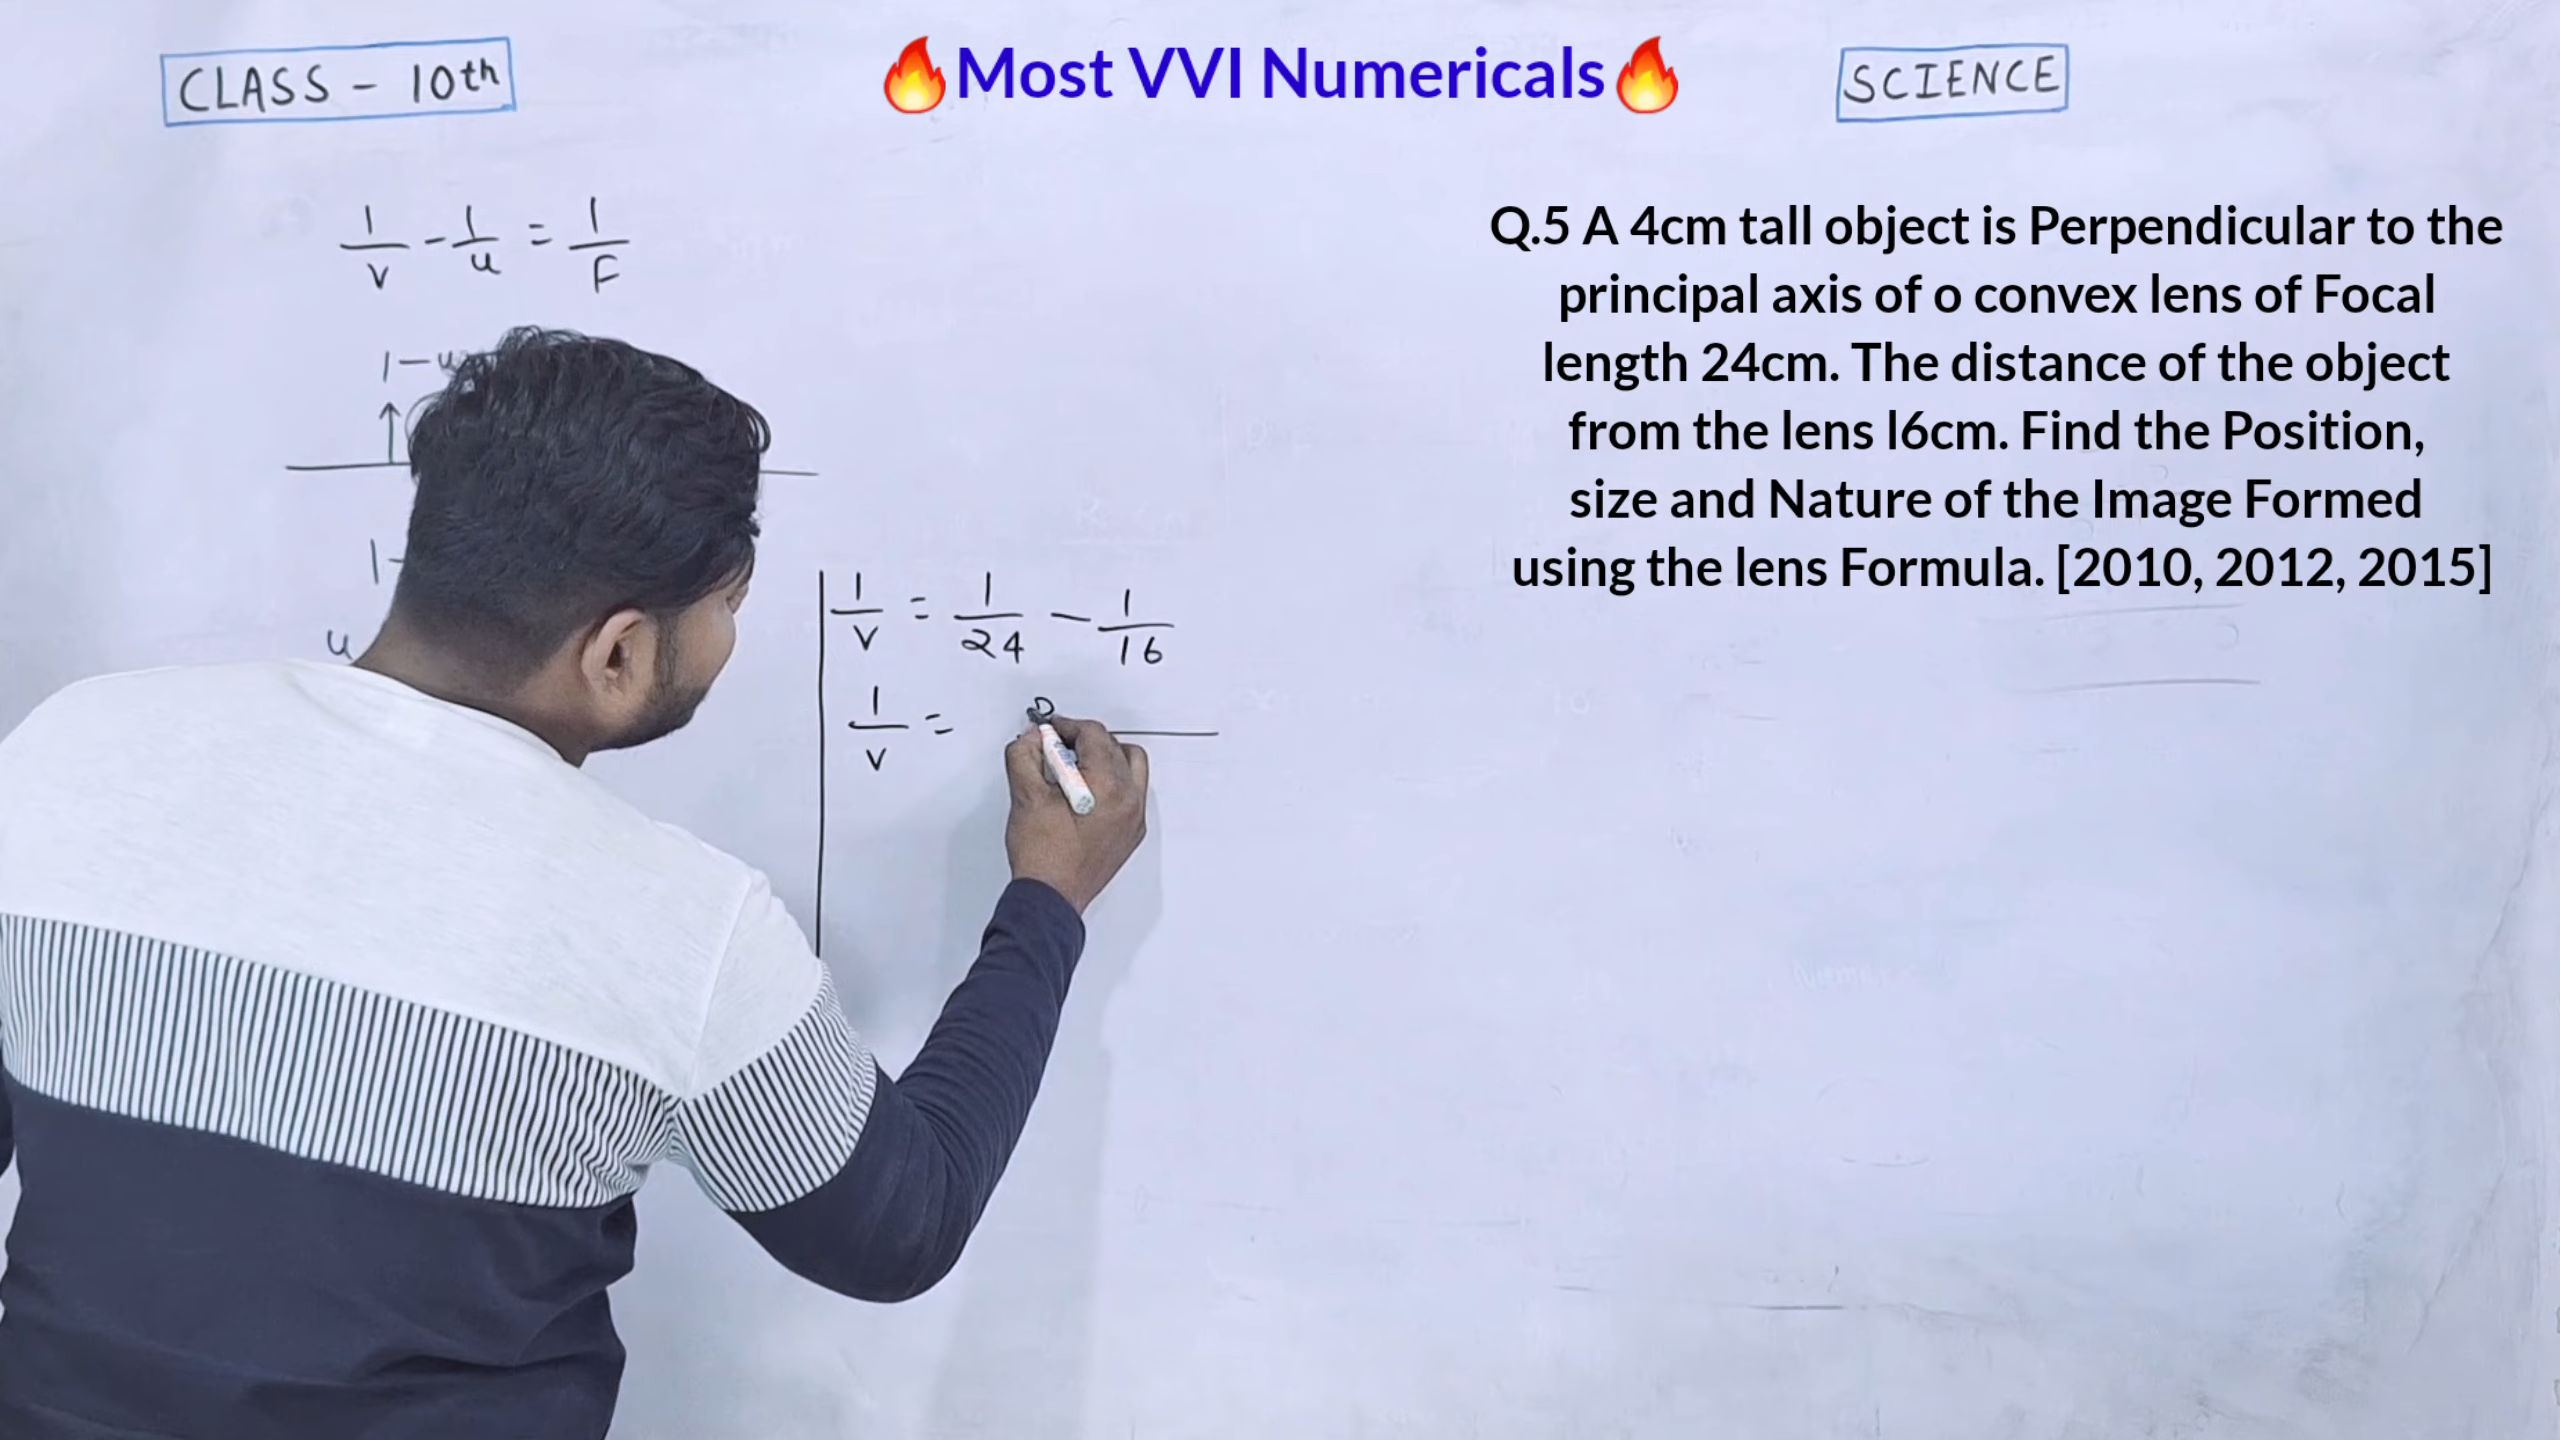 CLASS - 10th
🔥Most VVI Numericals🔥
SCIENCE
1/v - 1/u = 1/F
Q.5 A 4cm tall object is Perpendicular to the
principal axis of o convex lens of Focal
length 24cm. The distance of the object
from the lens l6cm. Find the Position,
size and Nature of the Image Formed
using the lens Formula. [2010, 2012, 2015]
u
1/v = 1/24 - 1/16
1/v =